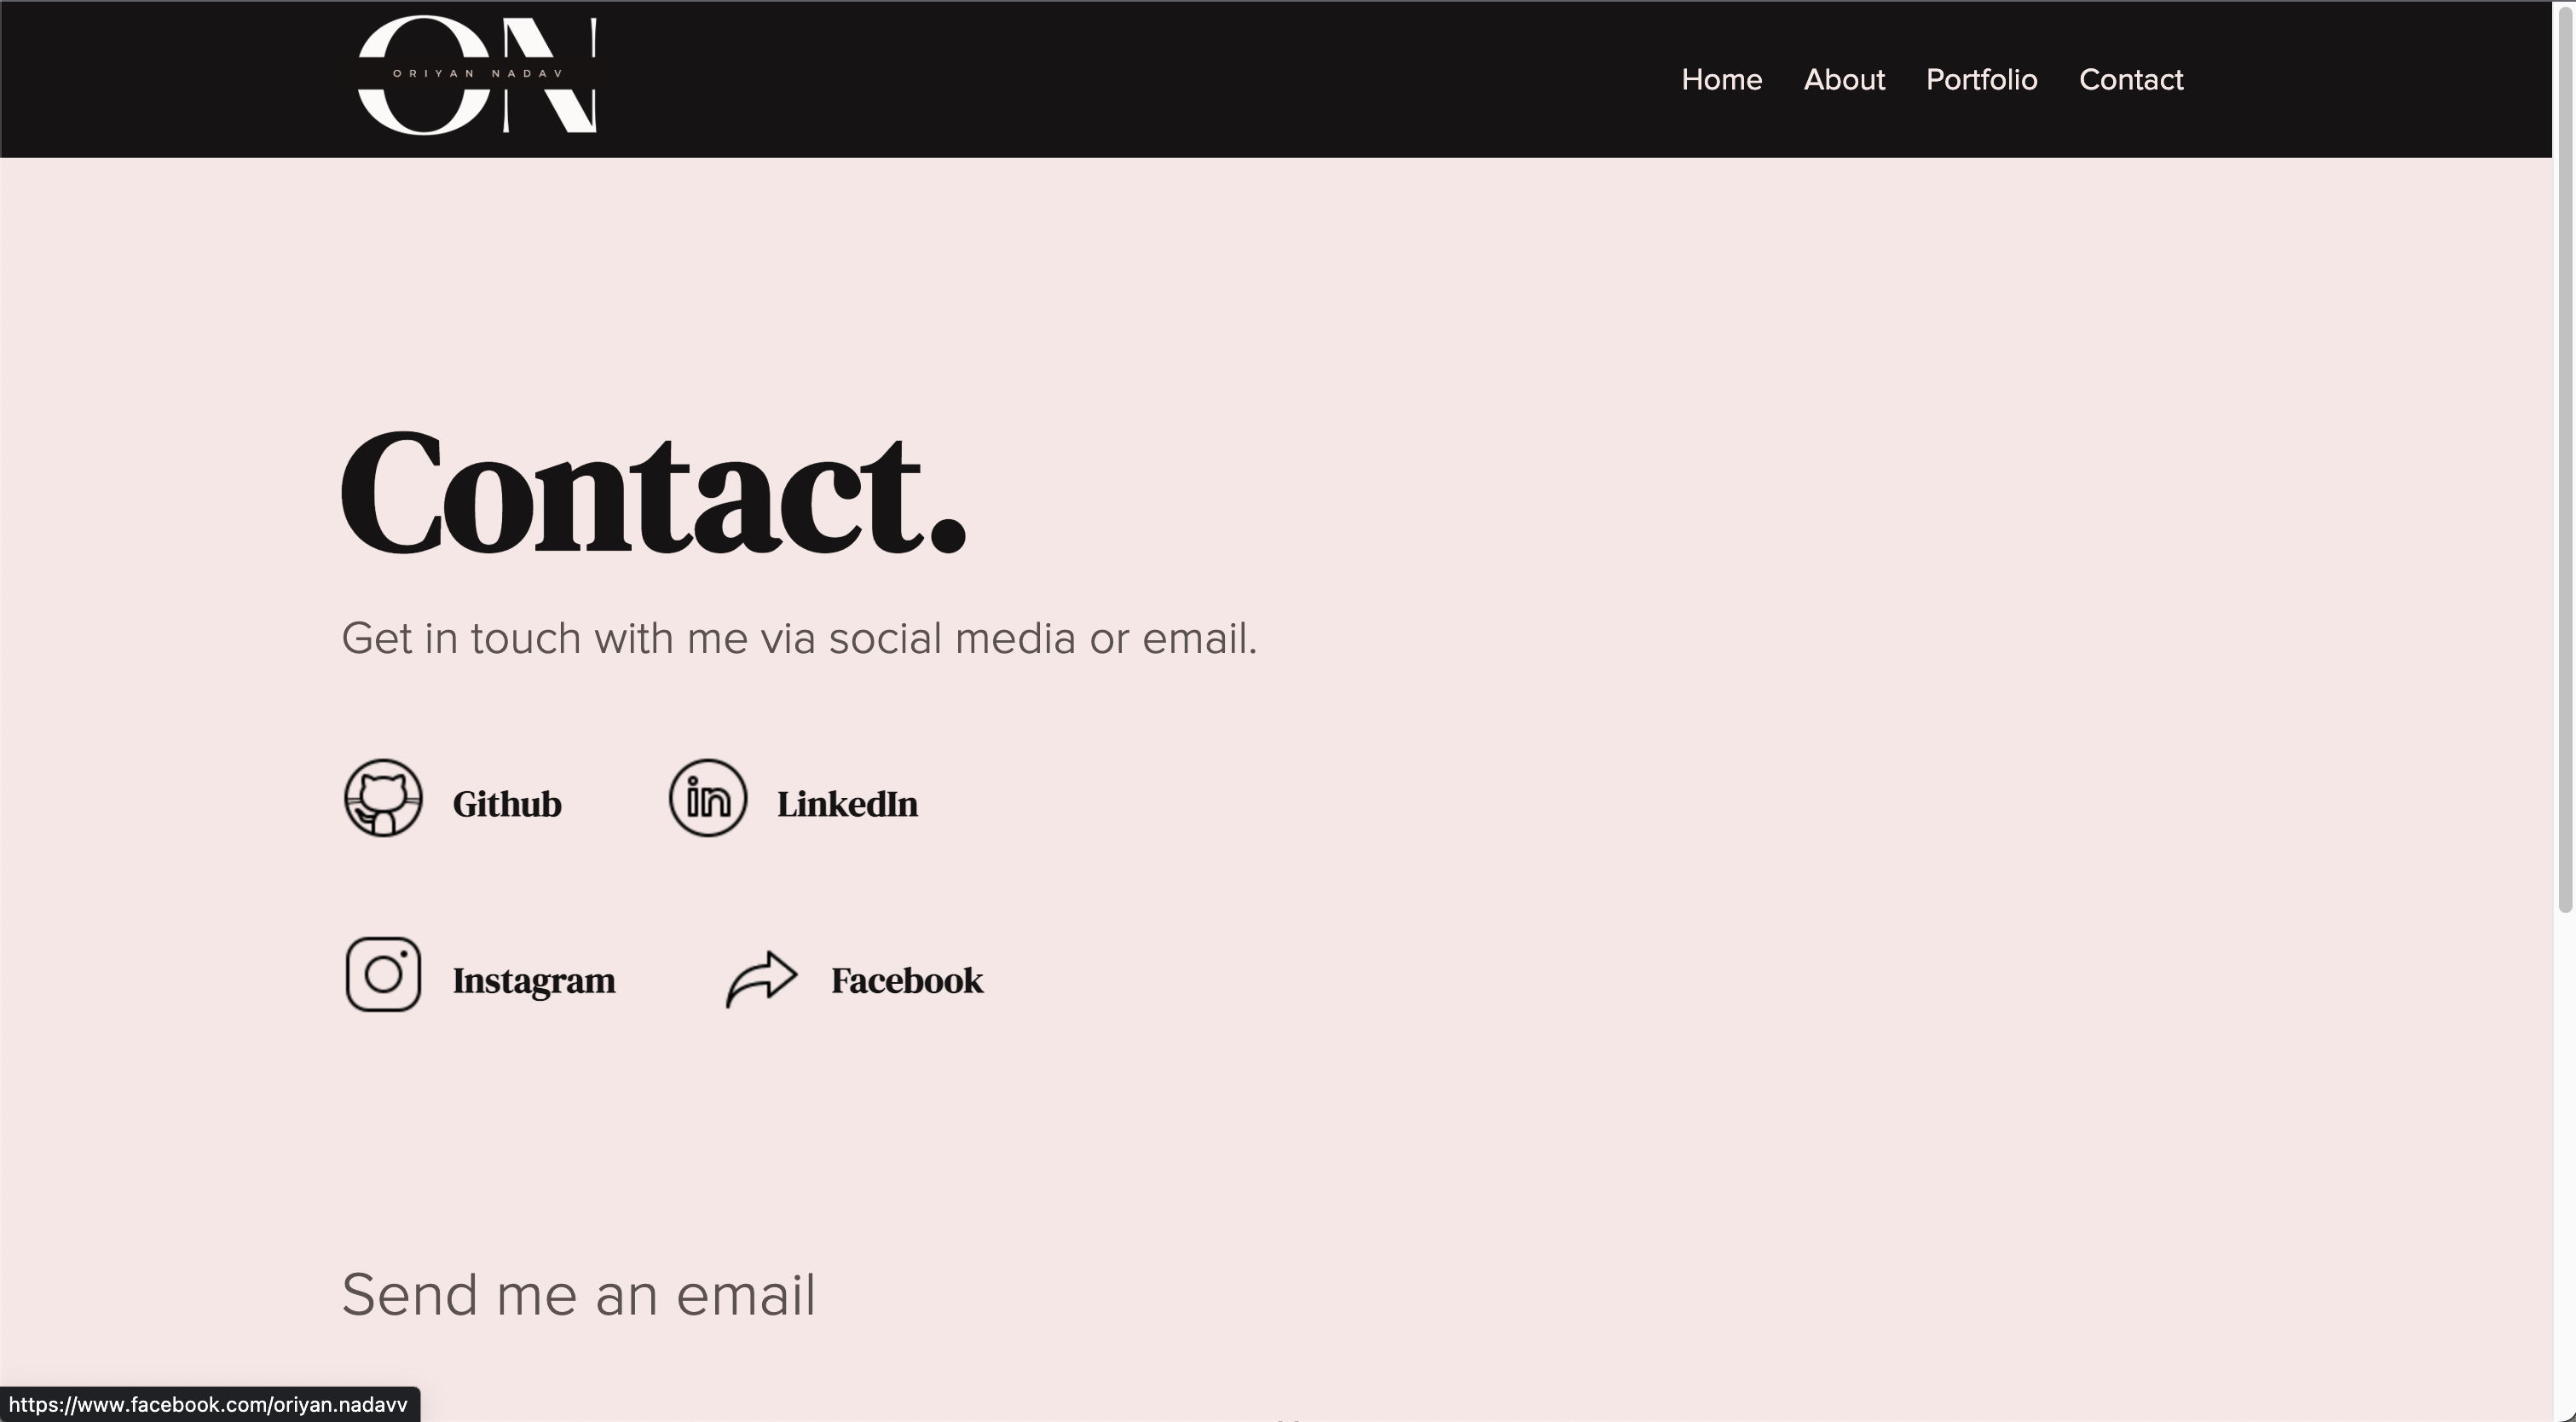 ON
ORIYAN NADAV
Home About Portfolio Contact
Contact.
Get in touch with me via social media or email.
Github in LinkedIn
Instagram Facebook
Send me an email
https://www.facebook.com/oriyan.nadavv